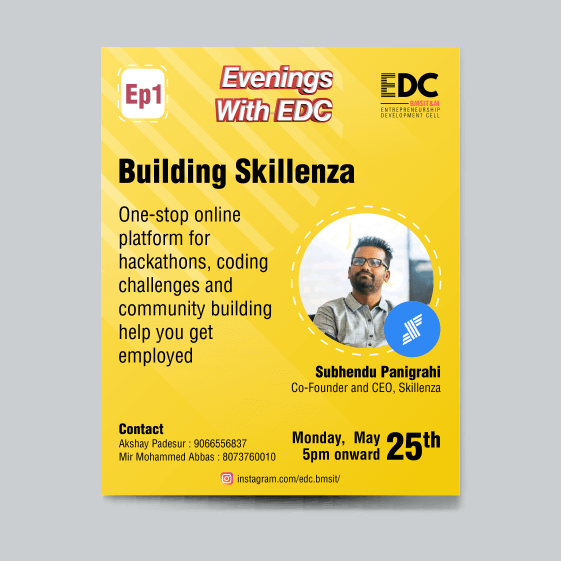 Ep1
Evenings
With EDC
EDC
BMSIT&M
ENTREPRENEURSHIP
DEVELOPMENT CELL
Building Skillenza
One-stop online
platform for
hackathons, coding
challenges and
community building
help you get
employed
Subhendu Panigrahi
Co-Founder and CEO, Skillenza
Contact
Akshay Padesur : 9066556837
Mir Mohammed Abbas : 8073760010
Monday, May 25th
5pm onward
instagram.com/edc.bmsit/